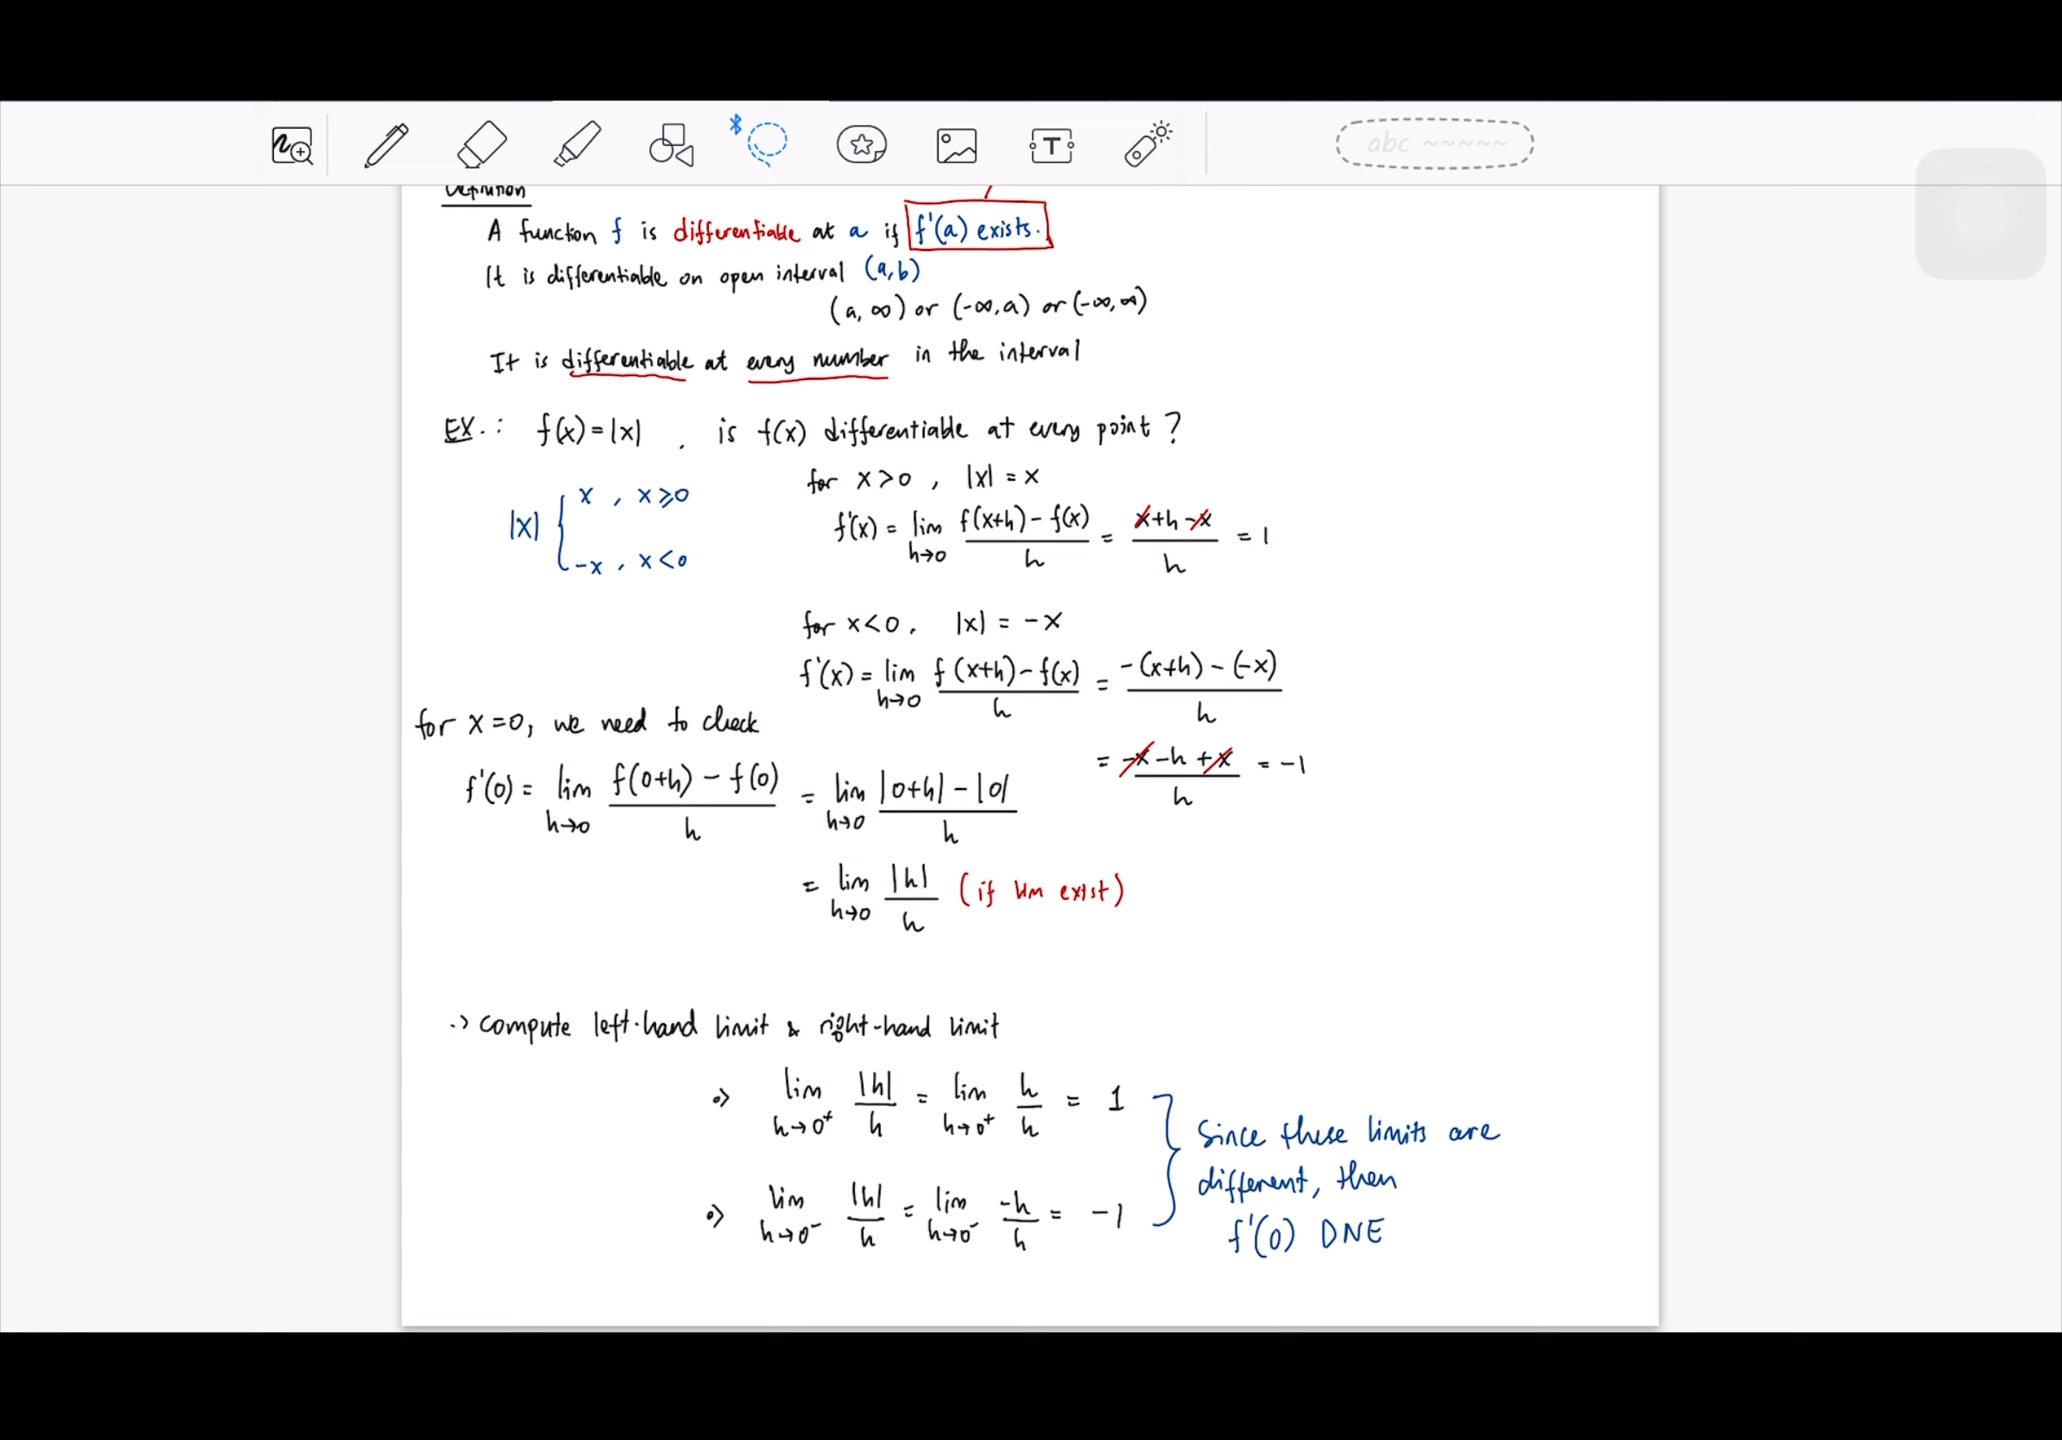 abc ~~~~~
Definition
A function f is differentiable at a if f'(a) exists.
It is differentiable on open interval (a,b)
(a, ∞) or (-∞,a) or (-∞,∞)
It is differentiable at every number in the interval
EX.: f(x)=|x| . is f(x) differentiable at every point?
|x| { x , x⩾0
-x , x<0
for x>0 , |x| = x
f'(x) = lim h→0 f(x+h)-f(x) / h = x+h-x / h = 1
for x<0, |x| = -x
f'(x) = lim h→0 f(x+h)-f(x) / h = -(x+h)-(-x) / h
= -x-h+x / h = -1
for x=0, we need to check
f'(0) = lim h→0 f(0+h)-f(0) / h = lim h→0 |0+h|-|0| / h
= lim h→0 |h| / h (if lim exist)
.> compute left-hand limit & right-hand limit
lim h→0⁺ |h| / h = lim h→0⁺ h / h = 1
lim h→0⁻ |h| / h = lim h→0⁻ -h / h = -1
Since these limits are
different, then
f'(0) DNE